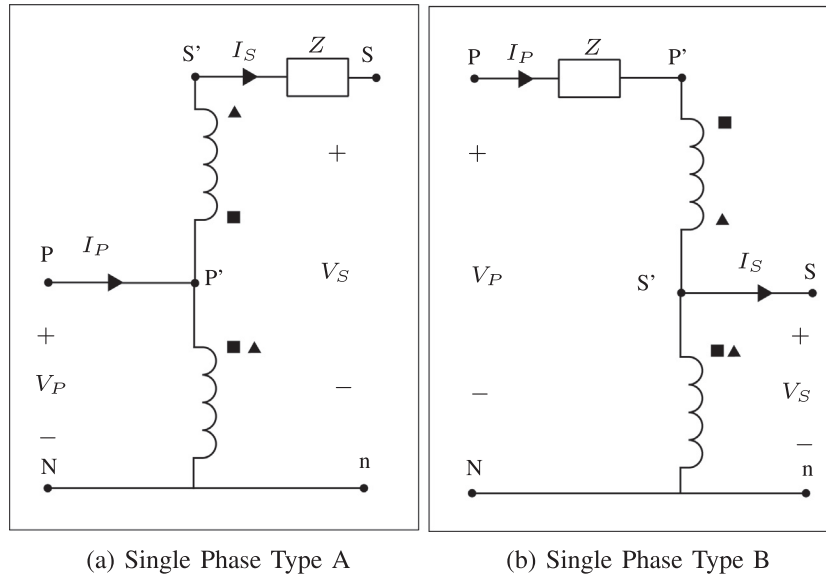 S' I_S Z S
+
P I_P P' V_S
+
V_P −
−
N n
(a) Single Phase Type A
P I_P Z P'
+
V_P S' I_S S
+
− V_S
−
N n
(b) Single Phase Type B